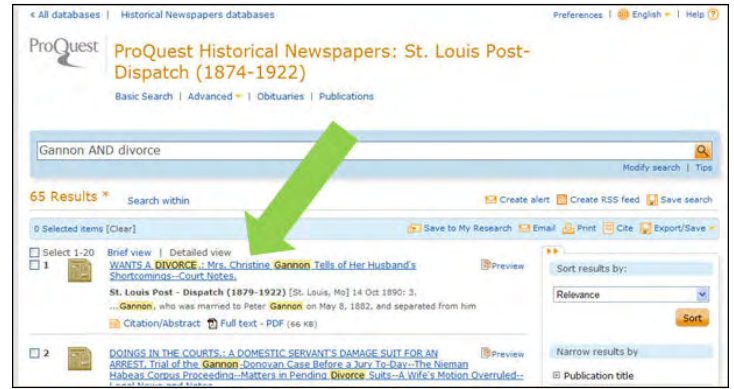 < All databases | Historical Newspapers databases Preferences | English | Help ?
ProQuest
ProQuest Historical Newspapers: St. Louis Post-
Dispatch (1874-1922)
Basic Search | Advanced | Obituaries | Publications
Gannon AND divorce
Modify search | Tips
65 Results * Search within Create alert Create RSS feed Save search
0 Selected items [Clear] Save to My Research Email Print Cite Export/Save
Select 1-20 Brief view | Detailed view
1 WANTS A DIVORCE.: Mrs. Christine Gannon Tells of Her Husband's Preview
Shortcomings--Court Notes.
St. Louis Post - Dispatch (1879-1922) [St. Louis, Mo] 14 Oct 1890: 3.
...Gannon, who was married to Peter Gannon on May 8, 1882, and separated from him
Citation/Abstract Full text - PDF (66 KB)
2 DOINGS IN THE COURTS.: A DOMESTIC SERVANT'S DAMAGE SUIT FOR AN Preview
ARREST. Trial of the Gannon-Donovan Case Before a Jury To-Day--The Nieman
Habeas Corpus Proceeding--Matters in Pending Divorce Suits--A Wife's Motion Overruled--
Legal News and Notes
Sort results by:
Relevance
Sort
Narrow results by
Publication title